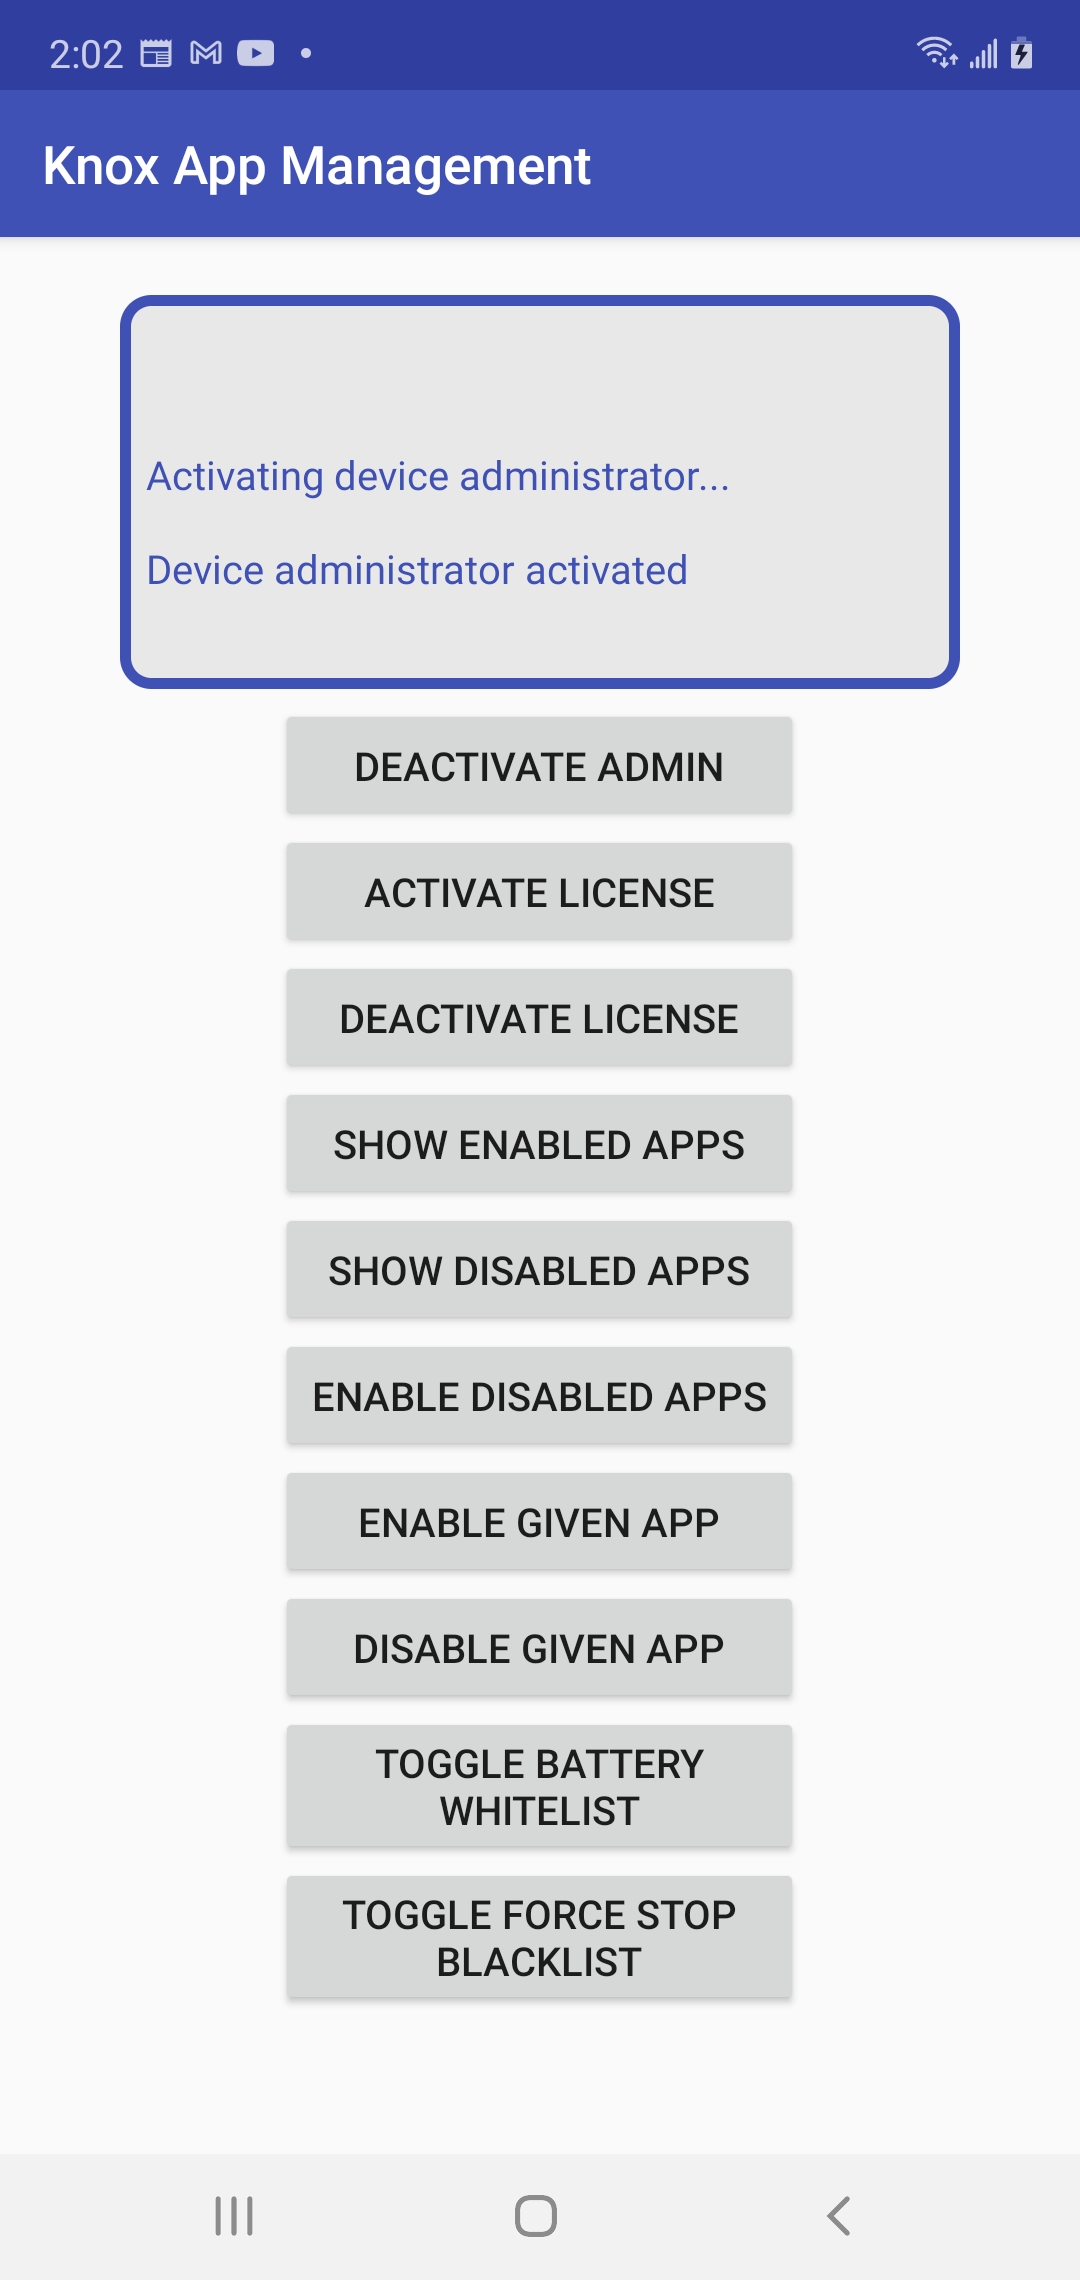 2:02
Knox App Management
Activating device administrator...
Device administrator activated
DEACTIVATE ADMIN
ACTIVATE LICENSE
DEACTIVATE LICENSE
SHOW ENABLED APPS
SHOW DISABLED APPS
ENABLE DISABLED APPS
ENABLE GIVEN APP
DISABLE GIVEN APP
TOGGLE BATTERY
WHITELIST
TOGGLE FORCE STOP
BLACKLIST